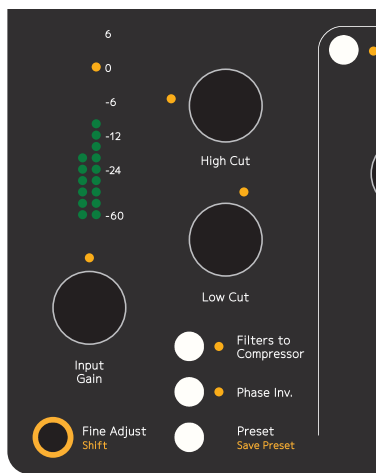 6
0
-6
-12
-24
-60
High Cut
Low Cut
Input
Gain
Filters to
Compressor
Phase Inv.
Fine Adjust
Shift
Preset
Save Preset